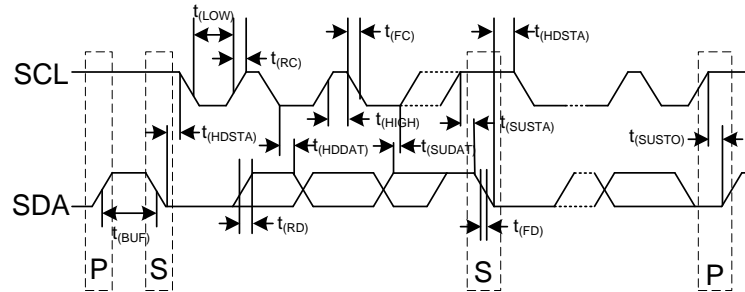 t(LOW)
t(FC)
t(HDSTA)
t(RC)
SCL
t(HIGH)
t(HDSTA)
t(HDDAT)
t(SUDAT)
t(SUSTA)
t(SUSTO)
SDA
t(BUF)
t(RD)
t(FD)
P
S
S
P